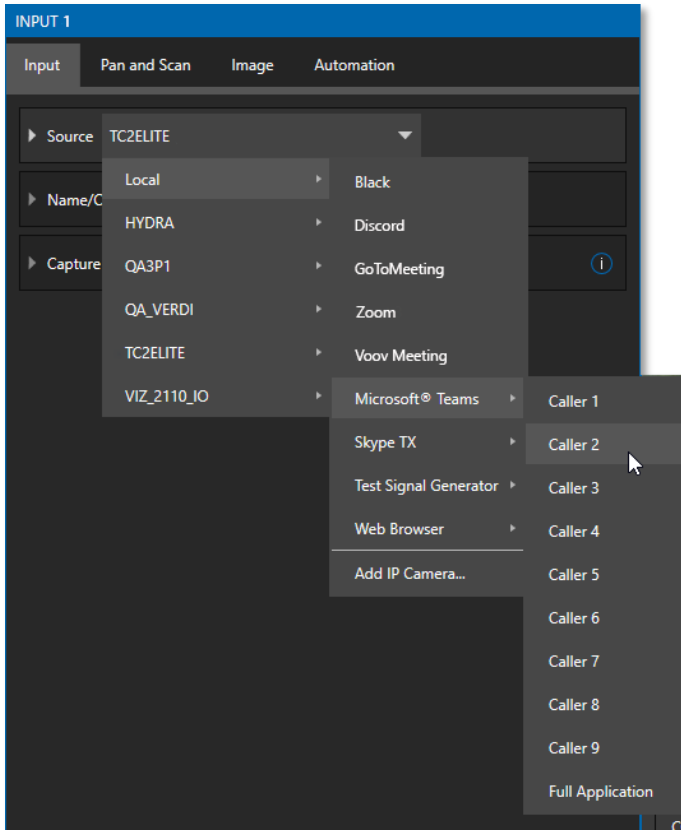 INPUT 1
Input Pan and Scan Image Automation
Source TC2ELITE
Local
HYDRA
QA3P1
QA_VERDI
TC2ELITE
VIZ_2110_IO
Name/C
Capture
Black
Discord
GoToMeeting
Zoom
Voov Meeting
Microsoft® Teams
Skype TX
Test Signal Generator
Web Browser
Add IP Camera...
Caller 1
Caller 2
Caller 3
Caller 4
Caller 5
Caller 6
Caller 7
Caller 8
Caller 9
Full Application